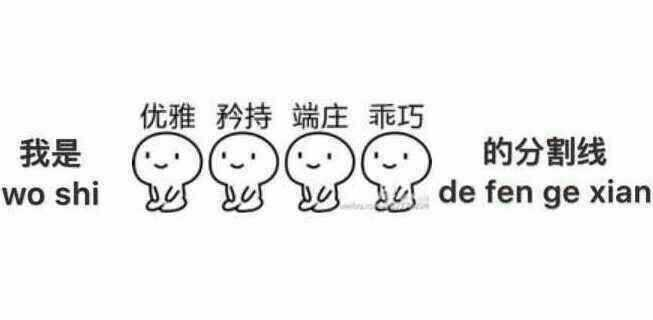 优雅 矜持 端庄 乖巧
我是 的分割线
wo shi de fen ge xian